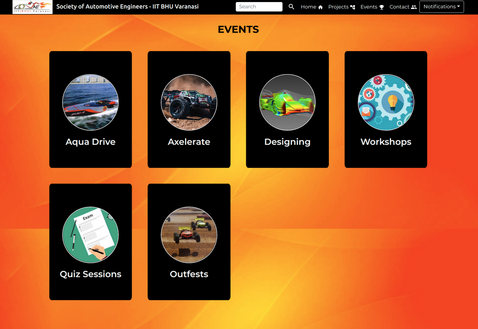 Society of Automotive Engineers - IIT BHU Varanasi
Search
Home
Projects
Events
Contact
Notifications
EVENTS
Aqua Drive
Axelerate
Designing
Workshops
Exam
Quiz Sessions
Outfests